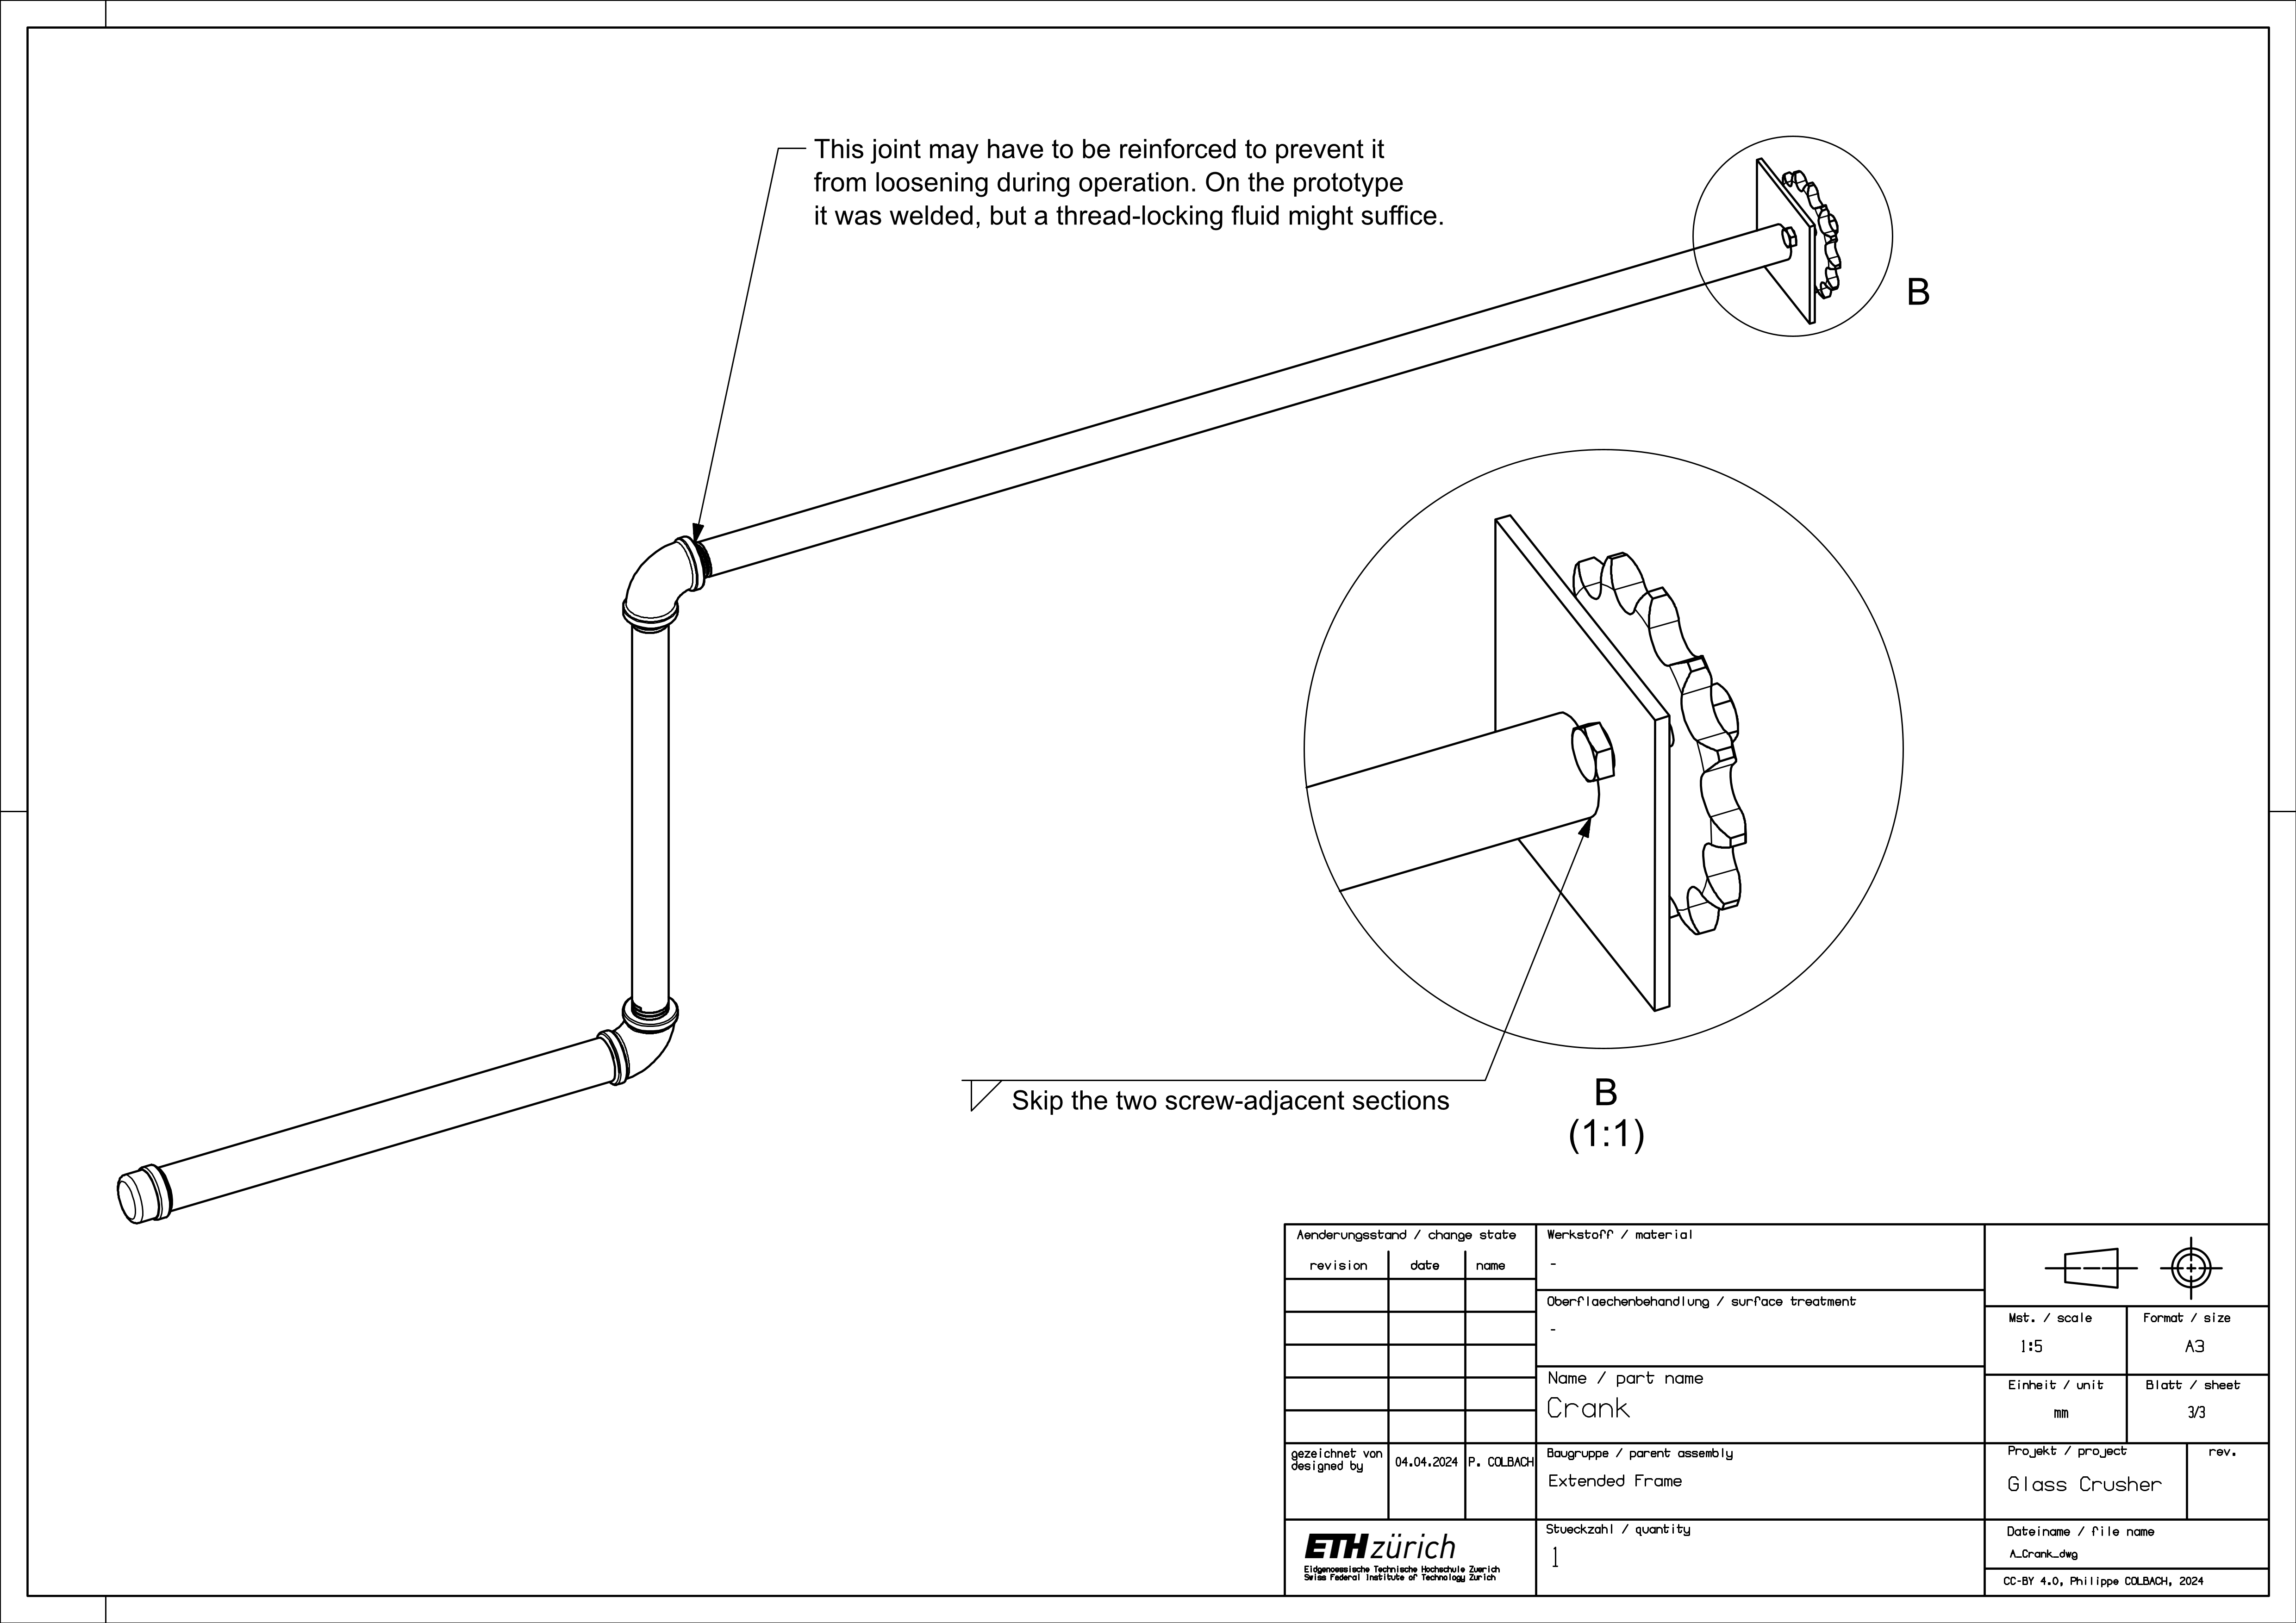 This joint may have to be reinforced to prevent it
from loosening during operation. On the prototype
it was welded, but a thread-locking fluid might suffice.
B
Skip the two screw-adjacent sections
B
(1:1)
Aenderungsstand / change state
revision
date
name
gezeichnet von
designed by
04.04.2024
P. COLBACH
ETH zürich
Eidgenoessische Technische Hochschule Zuerich
Swiss Federal Institute of Technology Zurich
Werkstoff / material
-
Oberflaechenbehandlung / surface treatment
-
Name / part name
Crank
Baugruppe / parent assembly
Extended Frame
Stueckzahl / quantity
1
Mst. / scale
1:5
Format / size
A3
Einheit / unit
mm
Blatt / sheet
3/3
Projekt / project
Glass Crusher
rev.
Dateiname / file name
A_Crank_dwg
CC-BY 4.0, Philippe COLBACH, 2024